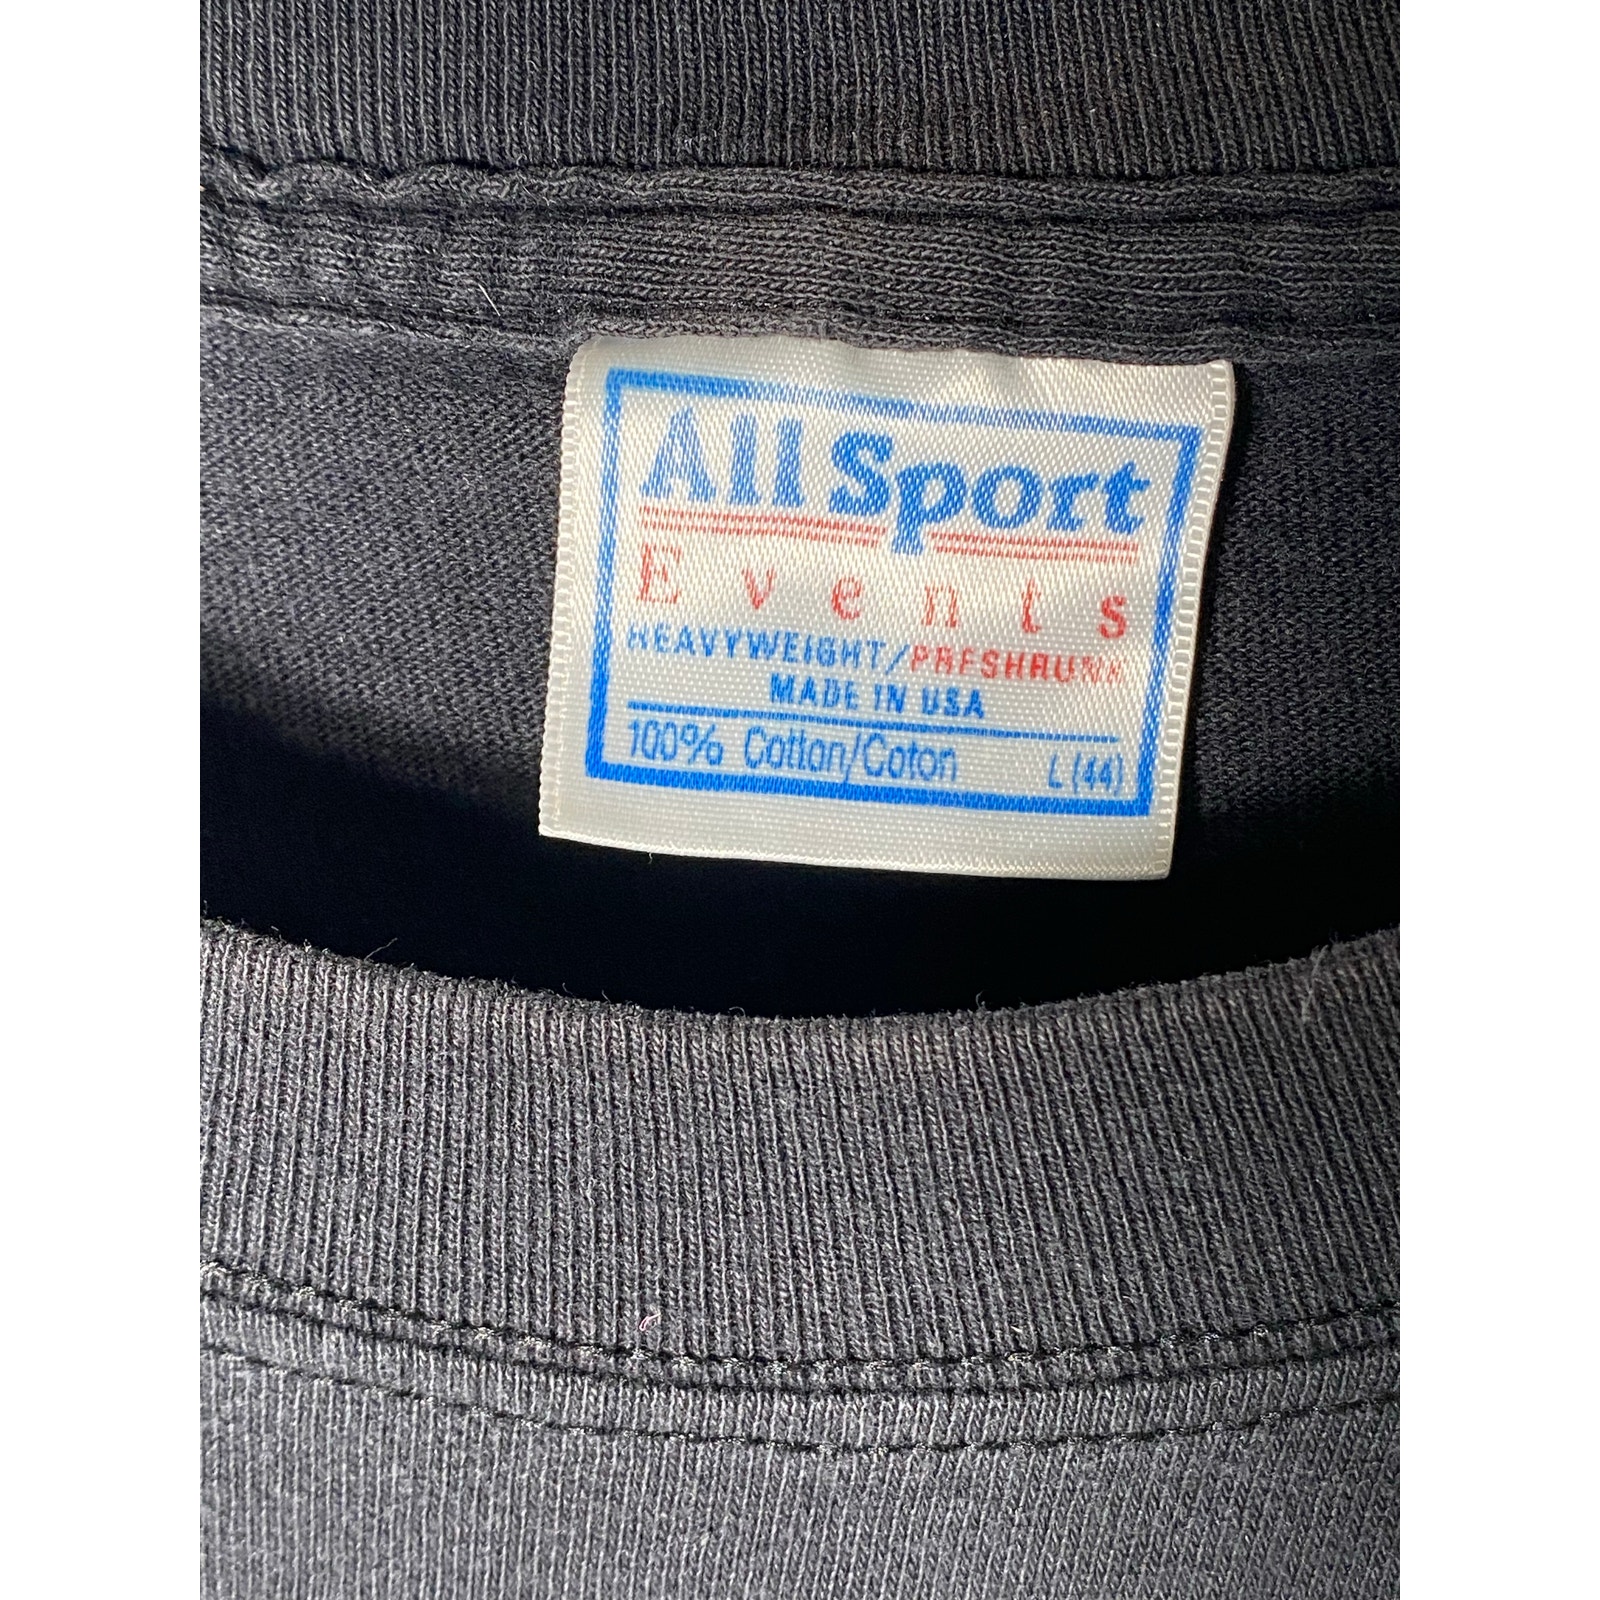 All Sport
Events
HEAVYWEIGHT/PRESHRUNK
MADE IN USA
100% Cotton/Coton L (44)